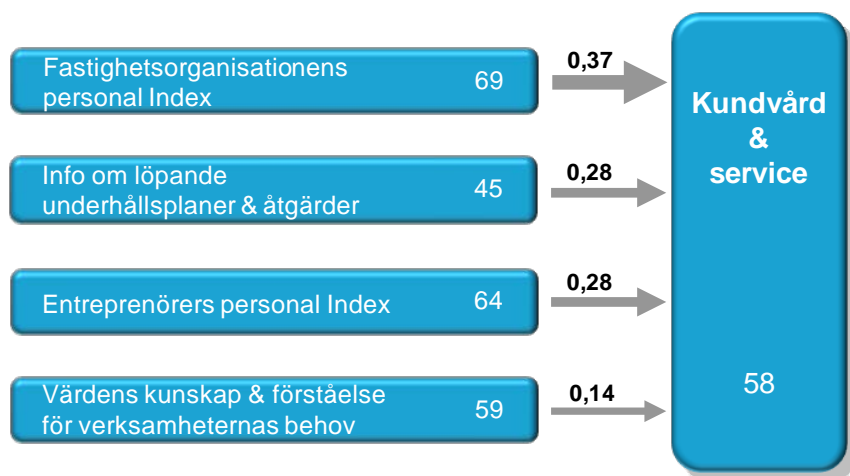 Fastighetsorganisationens
personal Index
69
0,37
Info om löpande
underhållsplaner & åtgärder
45
0,28
Entreprenörers personal Index
64
0,28
Värdens kunskap & förståelse
för verksamheternas behov
59
0,14
Kundvård
&
service
58